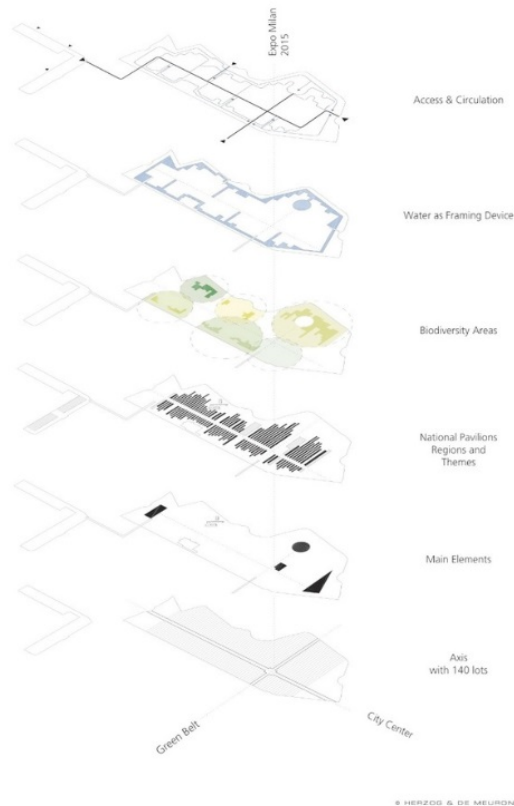 Expo Milan
2015
Access & Circulation
Water as Framing Device
Biodiversity Areas
National Pavilions
Regions and
Themes
Main Elements
Axis
with 140 lots
Green Belt
City Center
© HERZOG & DE MEURON